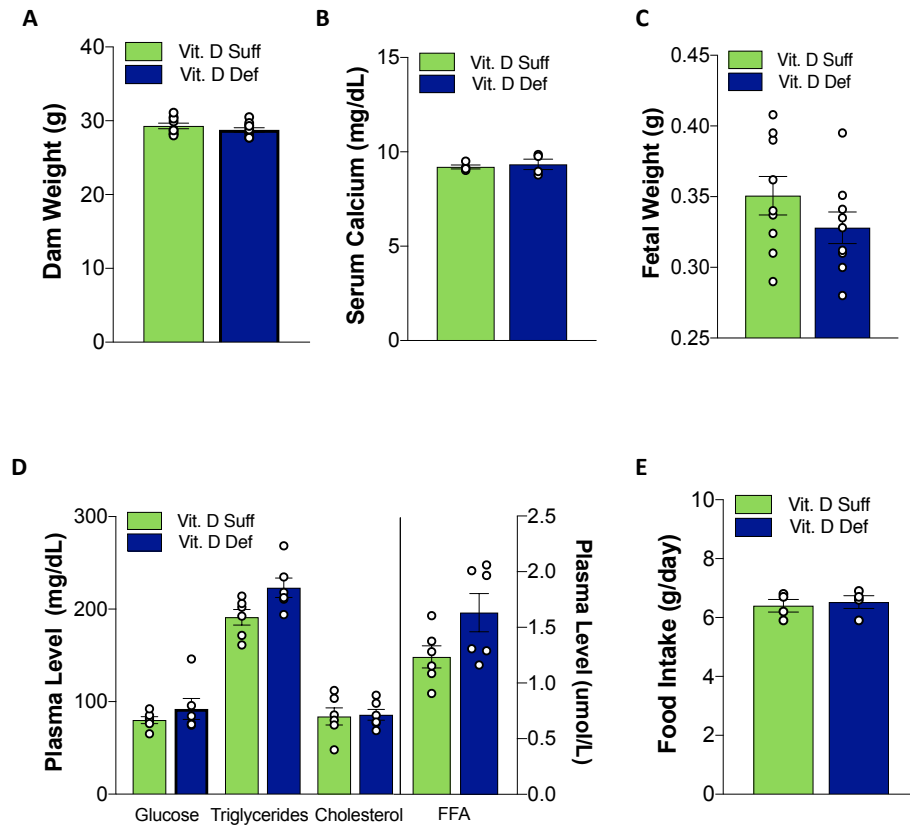 A
Vit. D Suff
Vit. D Def
Dam Weight (g)
40
30
20
10
0
B
Vit. D Suff
Vit. D Def
Serum Calcium (mg/dL)
15
10
5
0
C
Vit. D Suff
Vit. D Def
Fetal Weight (g)
0.45
0.40
0.35
0.30
0.25
D
Vit. D Suff
Vit. D Def
Plasma Level (mg/dL)
300
200
100
0
Glucose
Triglycerides
Cholesterol
FFA
2.5
2.0
1.5
1.0
0.5
0.0
Plasma Level (umol/L)
E
Vit. D Suff
Vit. D Def
Food Intake (g/day)
10
8
6
4
2
0